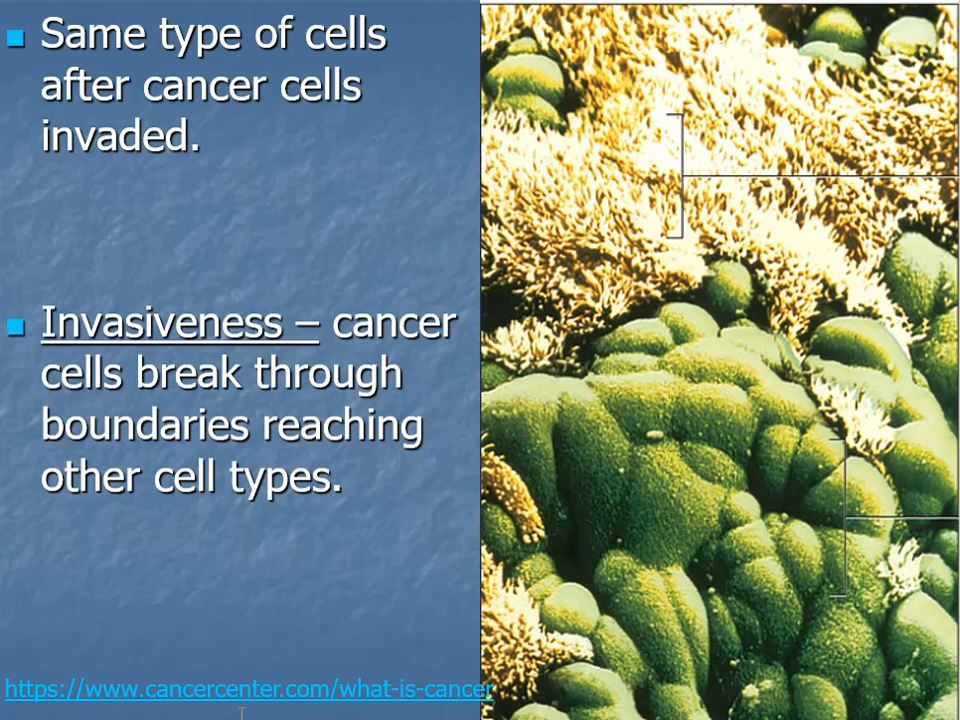 Same type of cells
after cancer cells
invaded.
Invasiveness – cancer
cells break through
boundaries reaching
other cell types.
https://www.cancercenter.com/what-is-cancer